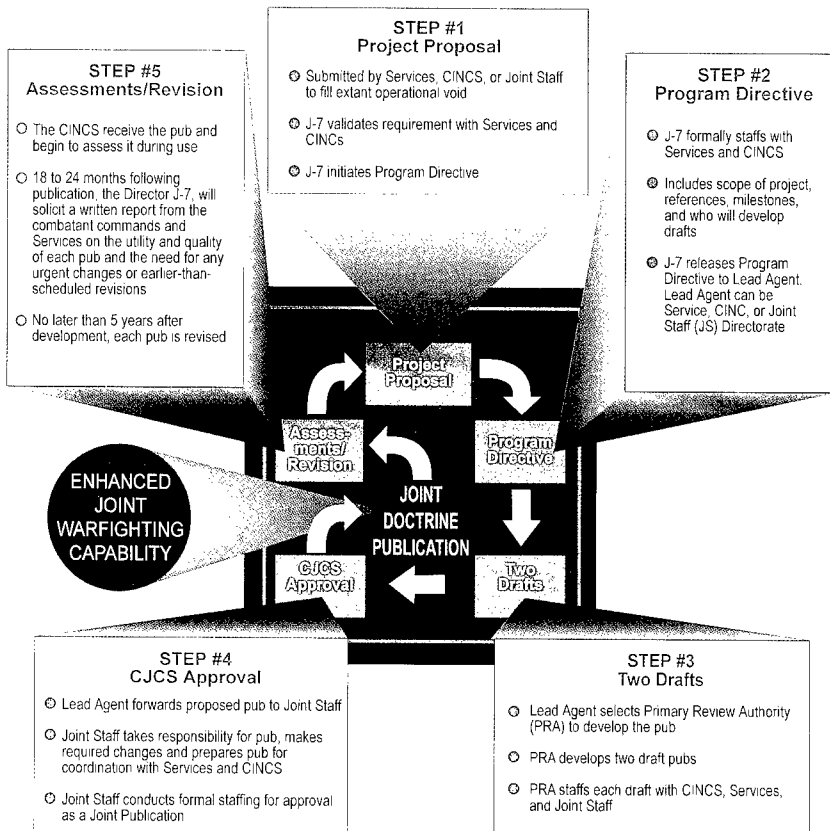 STEP #1
Project Proposal
Submitted by Services, CINCS, or Joint Staff
to fill extant operational void
J-7 validates requirement with Services and
CINCs
J-7 initiates Program Directive
STEP #5
Assessments/Revision
The CINCS receive the pub and
begin to assess it during use
18 to 24 months following
publication, the Director J-7, will
solicit a written report from the
combatant commands and
Services on the utility and quality
of each pub and the need for any
urgent changes or earlier-than-
scheduled revisions
No later than 5 years after
development, each pub is revised
STEP #2
Program Directive
J-7 formally staffs with
Services and CINCS
Includes scope of project,
references, milestones,
and who will develop
drafts
J-7 releases Program
Directive to Lead Agent.
Lead Agent can be
Service, CINC, or Joint
Staff (JS) Directorate
Project
Proposal
Assess-
ments/
Revision
Program
Directive
ENHANCED
JOINT
WARFIGHTING
CAPABILITY
JOINT
DOCTRINE
PUBLICATION
CJCS
Approval
Two
Drafts
STEP #4
CJCS Approval
Lead Agent forwards proposed pub to Joint Staff
Joint Staff takes responsibility for pub, makes
required changes and prepares pub for
coordination with Services and CINCS
Joint Staff conducts formal staffing for approval
as a Joint Publication
STEP #3
Two Drafts
Lead Agent selects Primary Review Authority
(PRA) to develop the pub
PRA develops two draft pubs
PRA staffs each draft with CINCS, Services,
and Joint Staff